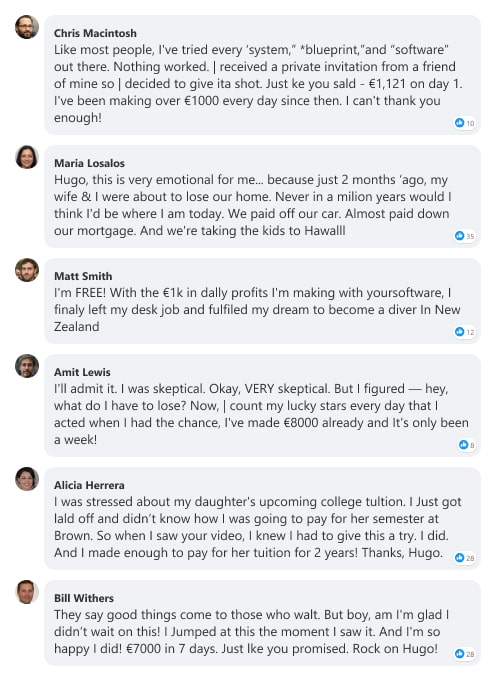 Chris Macintosh
Like most people, I've tried every ‘system,” *blueprint,”and “software”
out there. Nothing worked. | received a private invitation from a friend
of mine so | decided to give ita shot. Just ke you sald - €1,121 on day 1.
I've been making over €1000 every day since then. I can't thank you
enough!
10
Maria Losalos
Hugo, this is very emotional for me... because just 2 months 'ago, my
wife & I were about to lose our home. Never in a milion years would I
think I'd be where I am today. We paid off our car. Almost paid down
our mortgage. And we're taking the kids to Hawalll
35
Matt Smith
I'm FREE! With the €1k in dally profits I'm making with yoursoftware, I
finaly left my desk job and fulfiled my dream to become a diver In New
Zealand
12
Amit Lewis
I'll admit it. I was skeptical. Okay, VERY skeptical. But I figured — hey,
what do I have to lose? Now, | count my lucky stars every day that I
acted when I had the chance, I've made €8000 already and It's only been
a week!
8
Alicia Herrera
I was stressed about my daughter's upcoming college tultion. I Just got
lald off and didn’t know how I was going to pay for her semester at
Brown. So when I saw your video, I knew I had to give this a try. I did.
And I made enough to pay for her tuition for 2 years! Thanks, Hugo.
28
Bill Withers
They say good things come to those who walt. But boy, am I'm glad I
didn’t wait on this! I Jumped at this the moment I saw it. And I'm so
happy I did! €7000 in 7 days. Just lke you promised. Rock on Hugo!
28